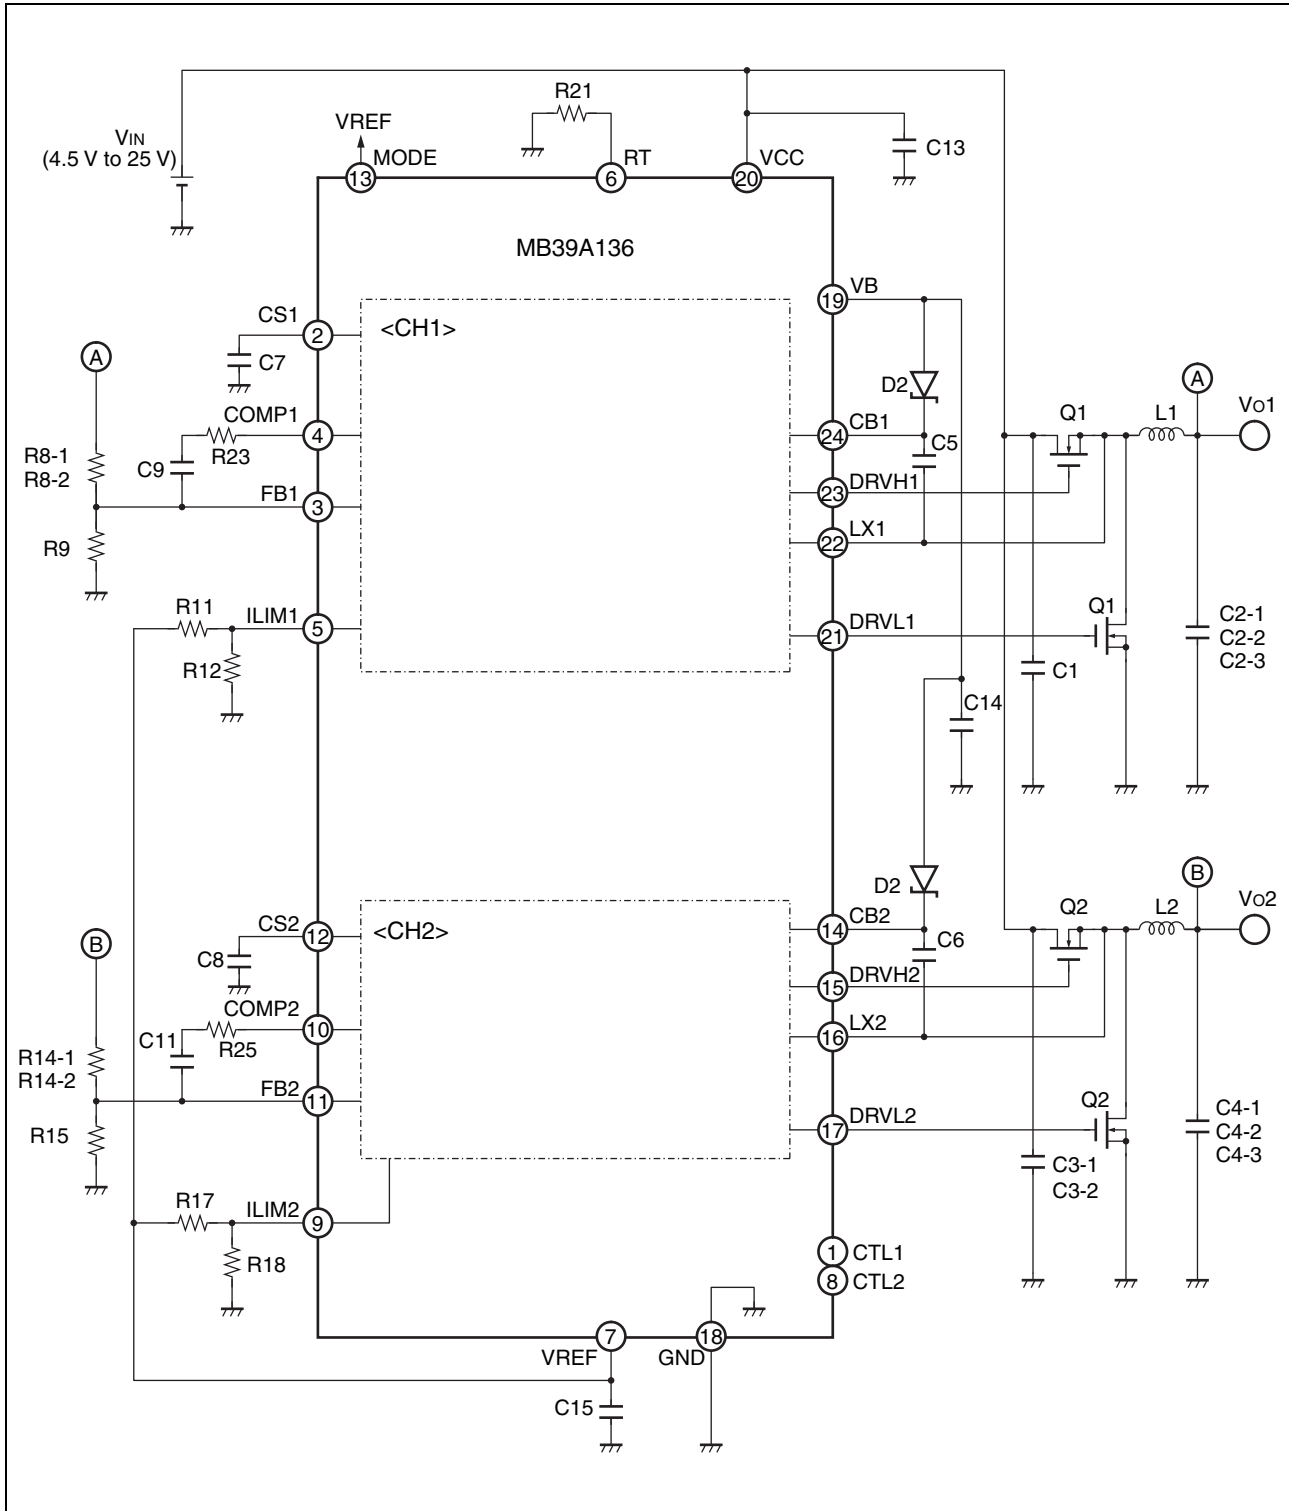 R21
VREF
VIN
(4.5 V to 25 V)
MODE
RT
VCC
C13
13
6
20
MB39A136
VB
19
CS1
2
<CH1>
A
C7
D2
A
COMP1
CB1
Q1
L1
VO1
4
24
R23
C5
R8-1
R8-2
C9
FB1
DRVH1
3
23
R9
LX1
22
R11
ILIM1
Q1
5
DRVL1
21
C2-1
C2-2
C2-3
R12
C1
C14
D2
B
CS2
12
<CH2>
CB2
14
Q2
L2
VO2
B
C8
C6
DRVH2
15
COMP2
10
C11
R25
LX2
16
R14-1
R14-2
FB2
11
Q2
DRVL2
17
C4-1
C4-2
C4-3
R15
C3-1
C3-2
R17
ILIM2
9
R18
1
CTL1
8
CTL2
7
18
VREF
GND
C15